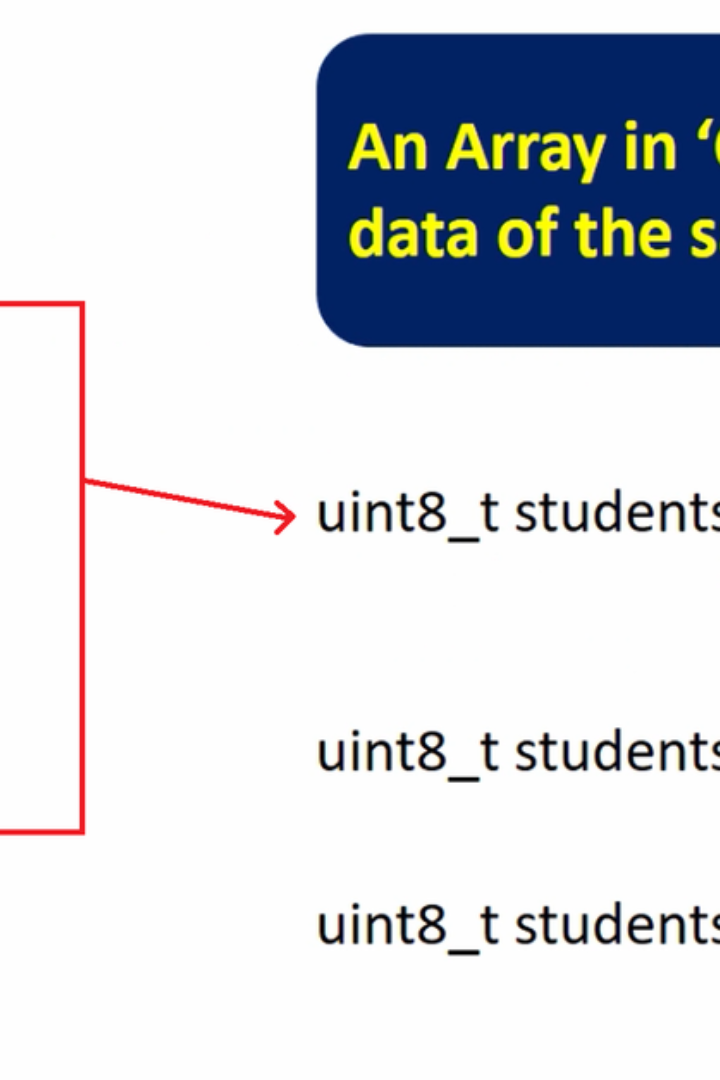 An Array in ‘
data of the s
uint8_t students
uint8_t students
uint8_t students